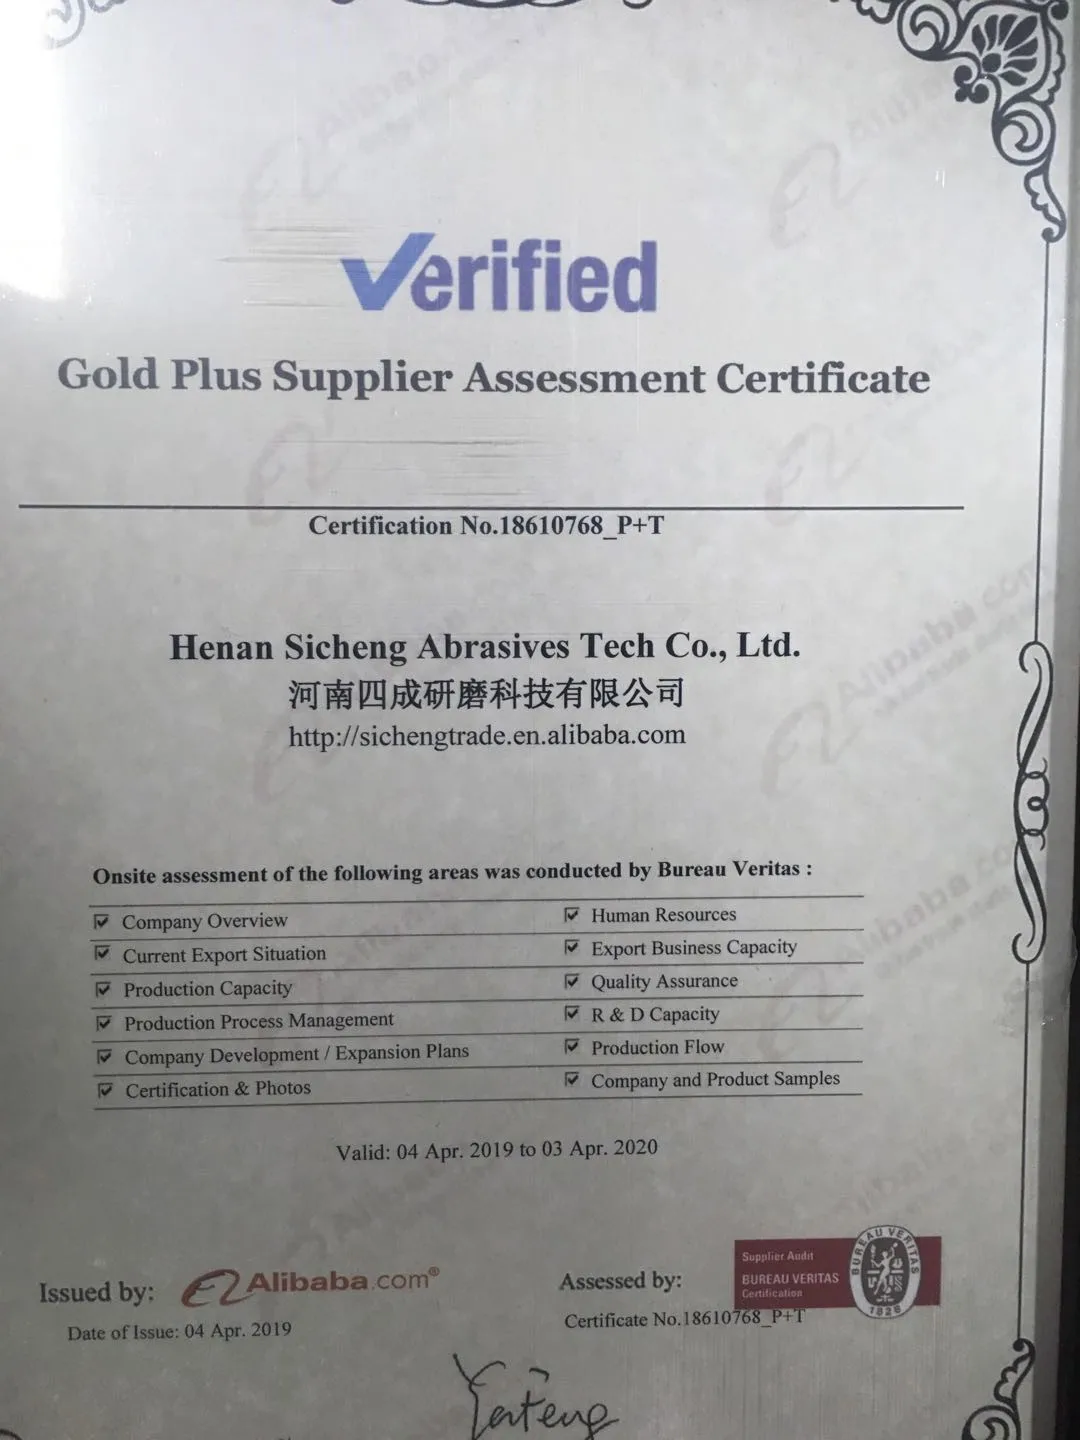 Verified
Gold Plus Supplier Assessment Certificate
Certification No.18610768_P+T
Henan Sicheng Abrasives Tech Co., Ltd.
河南四成研磨科技有限公司
http://sichengtrade.en.alibaba.com
Onsite assessment of the following areas was conducted by Bureau Veritas :
Company Overview
Human Resources
Current Export Situation
Export Business Capacity
Production Capacity
Quality Assurance
Production Process Management
R & D Capacity
Company Development / Expansion Plans
Production Flow
Certification & Photos
Company and Product Samples
Valid: 04 Apr. 2019 to 03 Apr. 2020
Issued by: Alibaba.com®
Date of Issue: 04 Apr. 2019
Assessed by:
Supplier Audit
BUREAU VERITAS
Certification
BUREAU VERITAS
1828
Certificate No.18610768_P+T